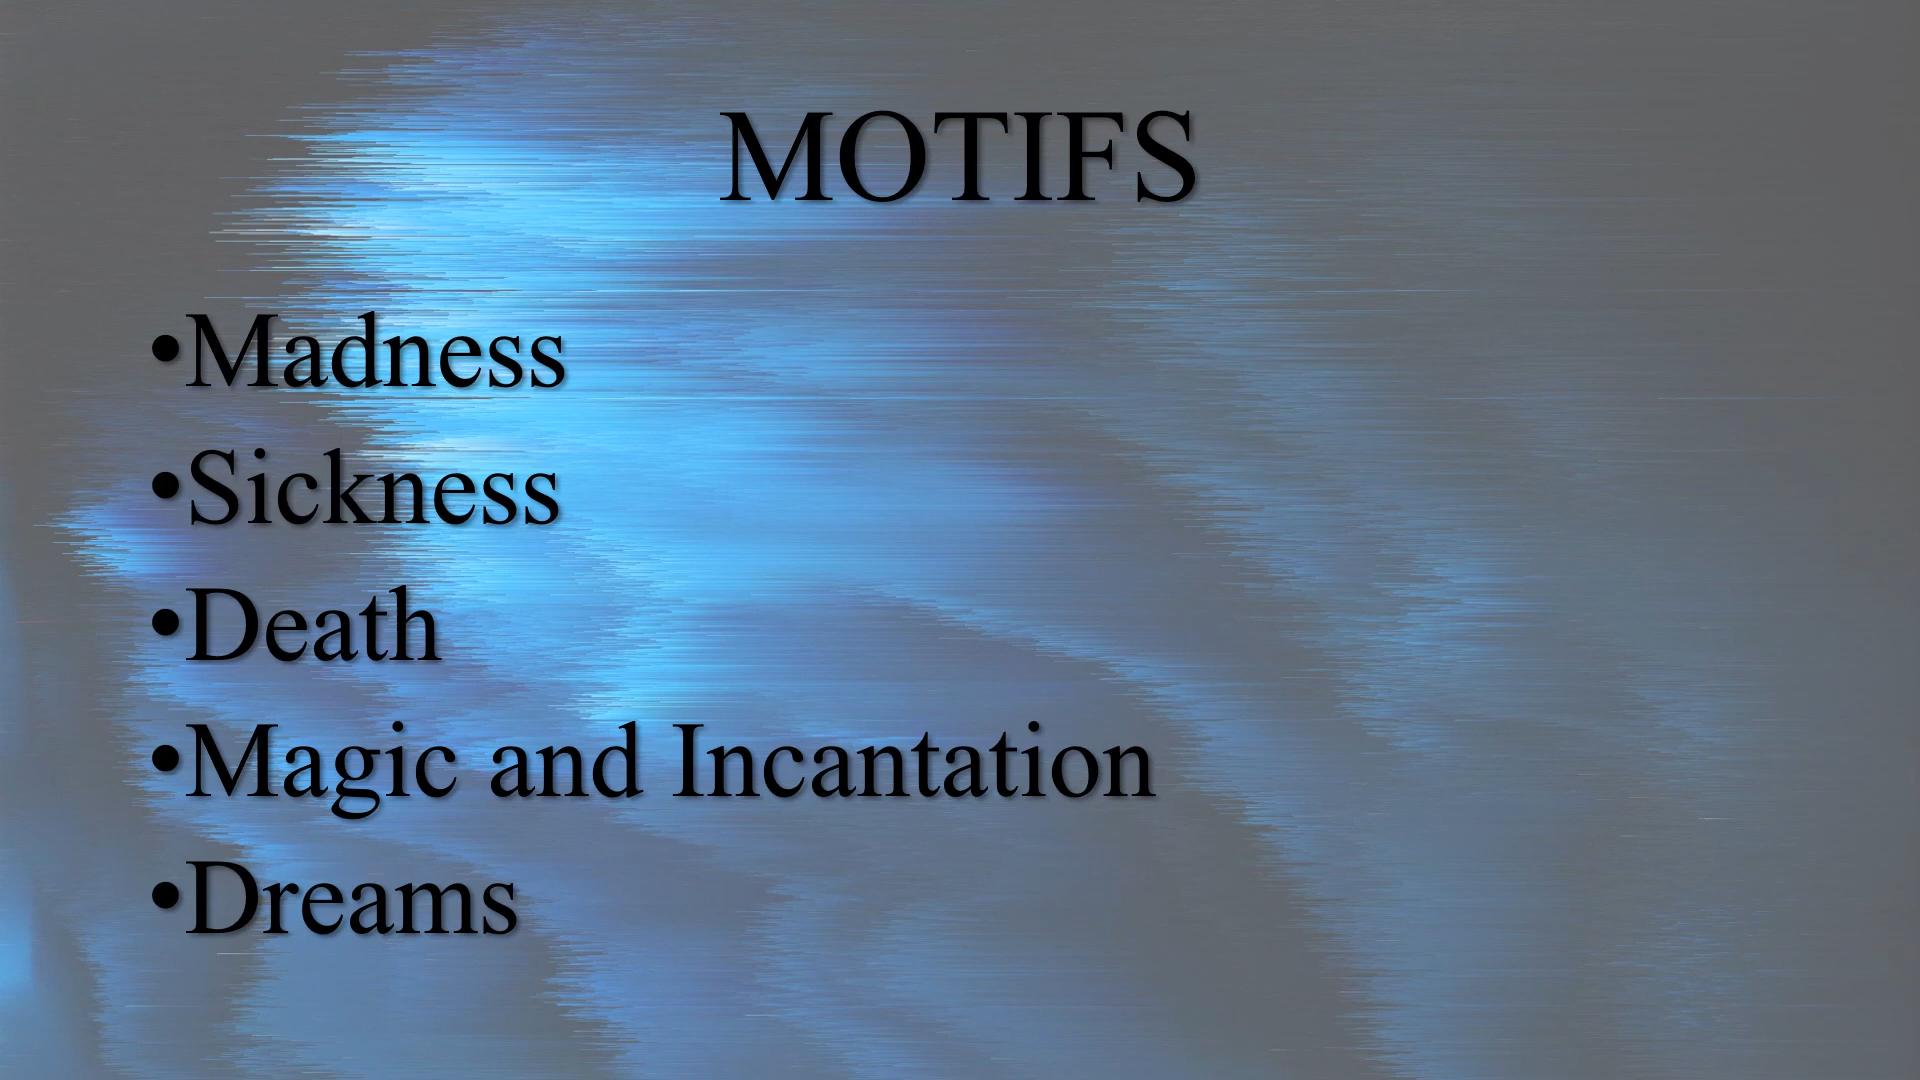 MOTIFS
•Madness
•Sickness
•Death
•Magic and Incantation
•Dreams